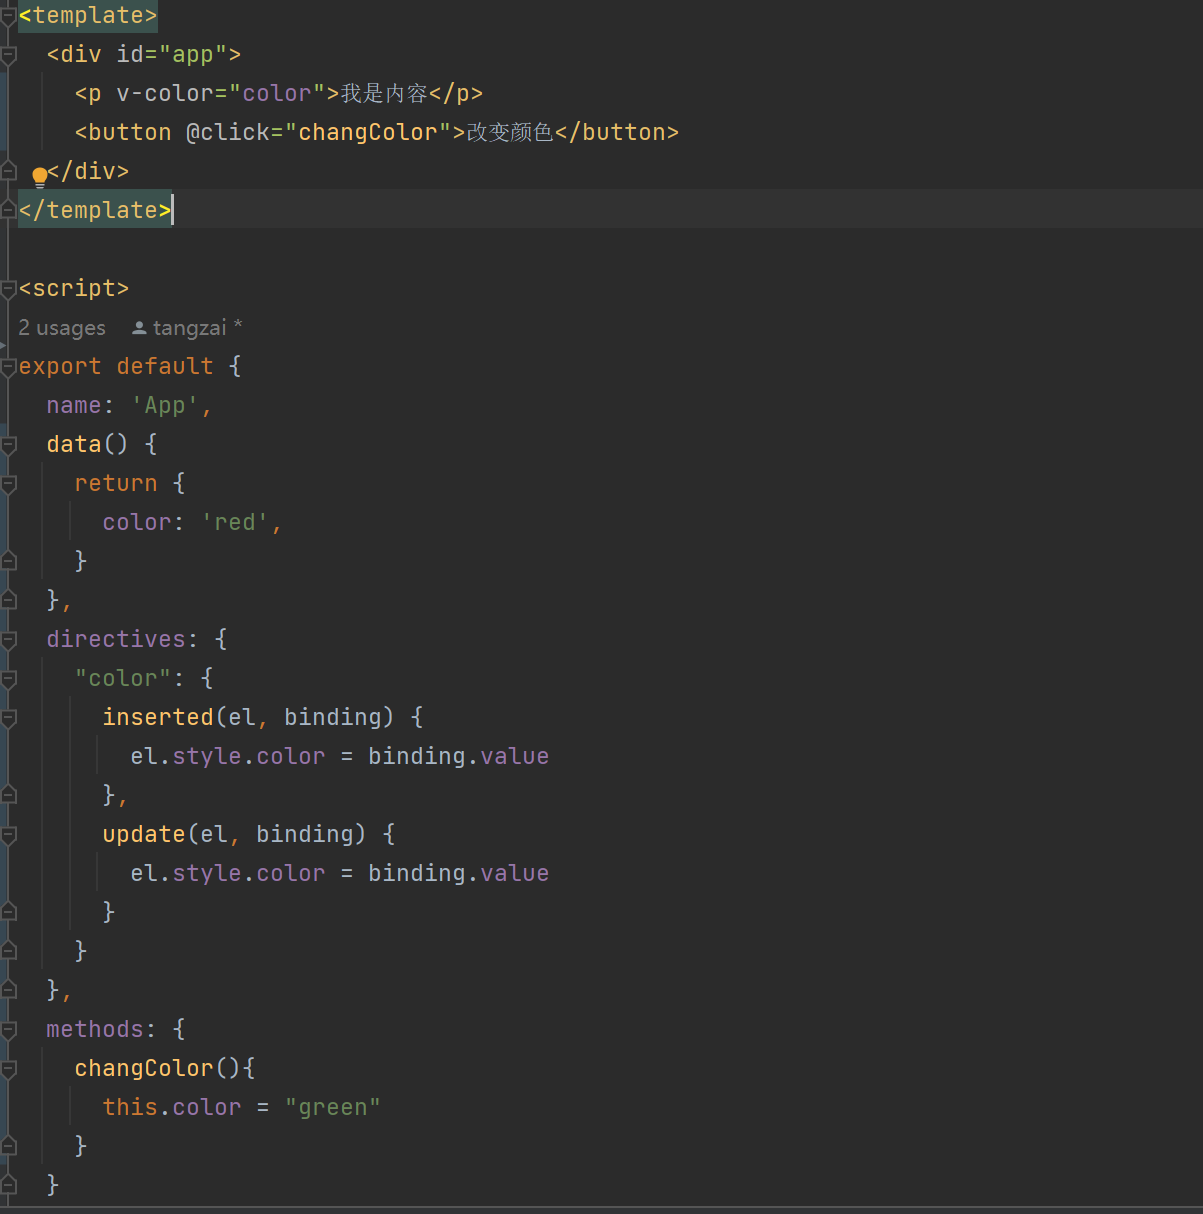 <template>
  <div id="app">
    <p v-color="color">我是内容</p>
    <button @click="changColor">改变颜色</button>
  </div>
</template>
<script>
2 usages   tangzai *
export default {
  name: 'App',
  data() {
    return {
      color: 'red',
    }
  },
  directives: {
    "color": {
      inserted(el, binding) {
        el.style.color = binding.value
      },
      update(el, binding) {
        el.style.color = binding.value
      }
    }
  },
  methods: {
    changColor(){
      this.color = "green"
    }
  }